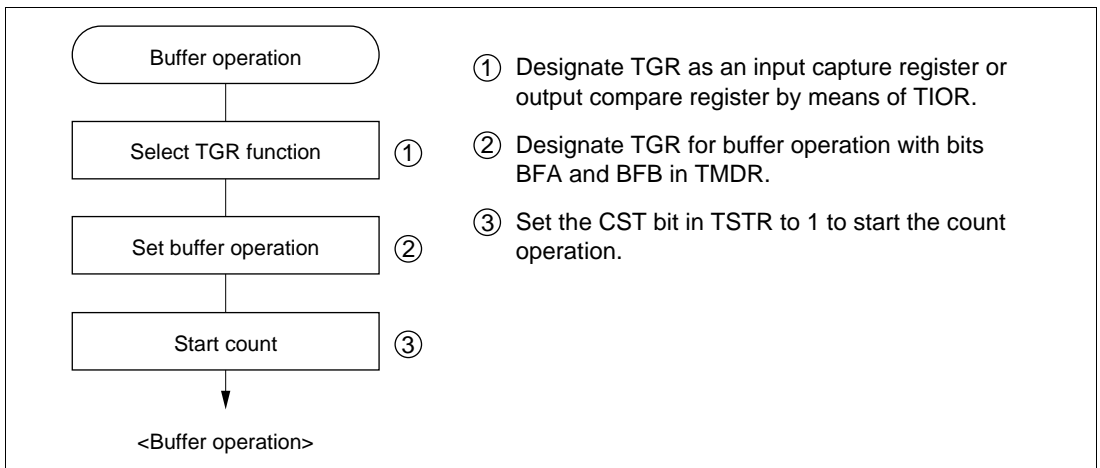 Buffer operation
Select TGR function
①
Set buffer operation
②
Start count
③
<Buffer operation>
① Designate TGR as an input capture register or
output compare register by means of TIOR.
② Designate TGR for buffer operation with bits
BFA and BFB in TMDR.
③ Set the CST bit in TSTR to 1 to start the count
operation.